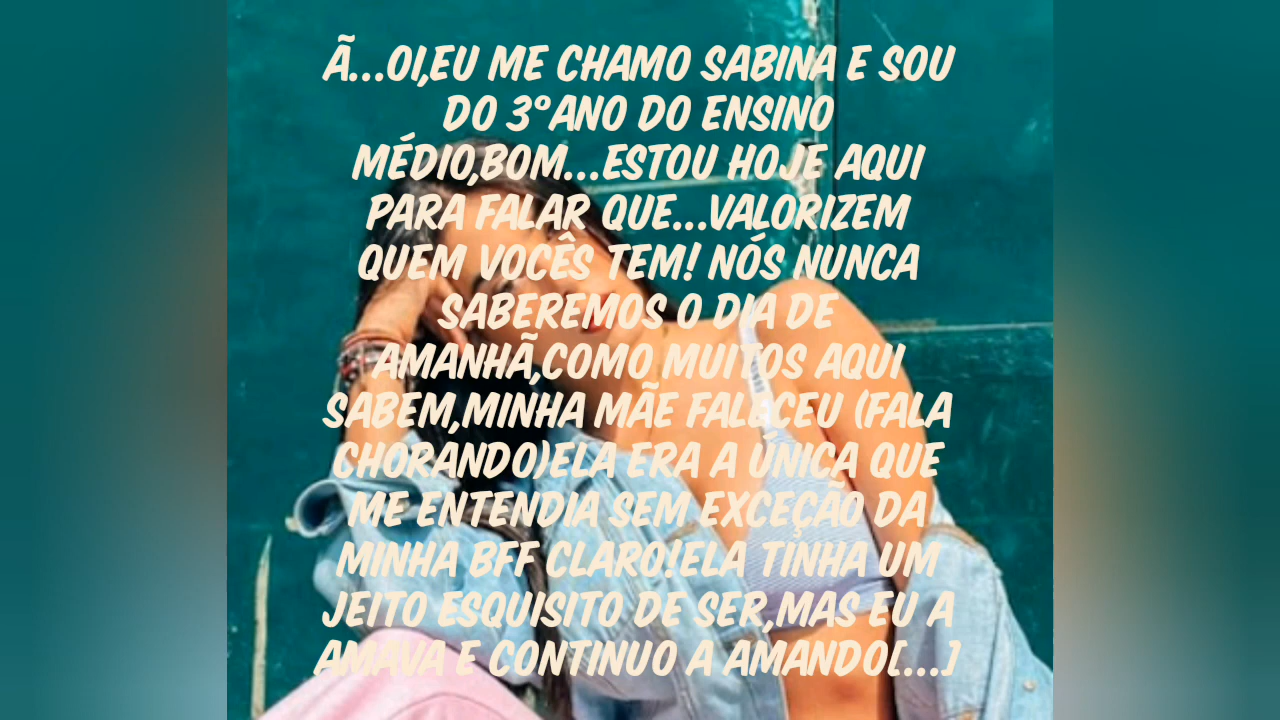 Ã...OI,EU ME CHAMO SABINA E SOU
DO 3°ANO DO ENSINO
MÉDIO,BOM...ESTOU HOJE AQUI
PARA FALAR QUE...VALORIZEM
QUEM VOCÊS TEM! NÓS NUNCA
SABEREMOS O DIA DE
AMANHÃ,COMO MUITOS AQUI
SABEM,MINHA MÃE FALECEU (FALA
CHORANDO)ELA ERA A ÚNICA QUE
ME ENTENDIA SEM EXCEÇÃO DA
MINHA BFF CLARO!ELA TINHA UM
JEITO ESQUISITO DE SER,MAS EU A
AMAVA E CONTINUO A AMANDO[...]